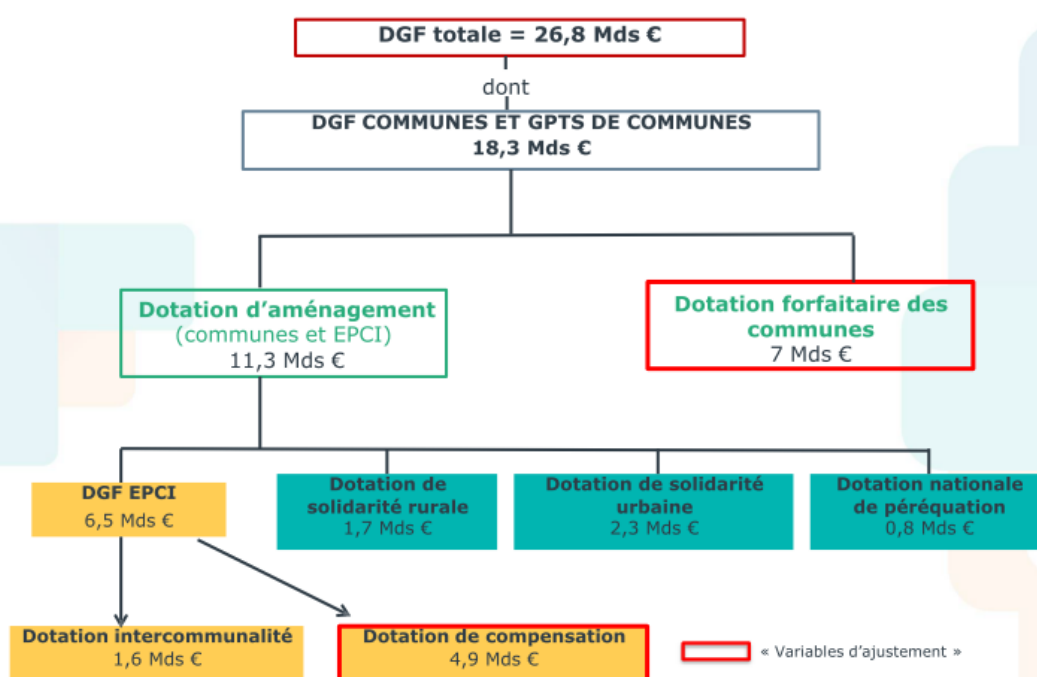 DGF totale = 26,8 Mds €
dont
DGF COMMUNES ET GPTS DE COMMUNES
18,3 Mds €
Dotation d'aménagement
(communes et EPCI)
11,3 Mds €
Dotation forfaitaire des
communes
7 Mds €
DGF EPCI
6,5 Mds €
Dotation de
solidarité rurale
1,7 Mds €
Dotation de solidarité
urbaine
2,3 Mds €
Dotation nationale
de péréquation
0,8 Mds €
Dotation intercommunalité
1,6 Mds €
Dotation de compensation
4,9 Mds €
« Variables d'ajustement »